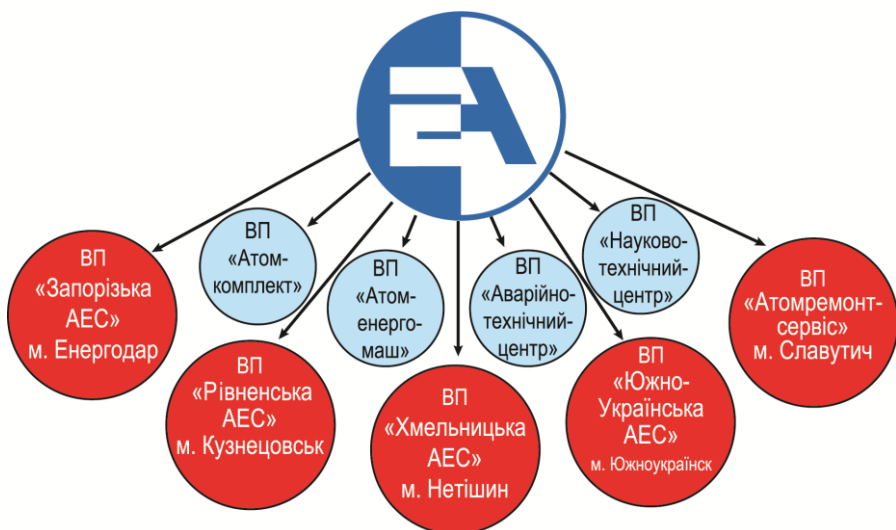 ЕА
ВП
«Запорізька
АЕС»
м. Енергодар
ВП
«Атом-
комплект»
ВП
«Рівненська
АЕС»
м. Кузнецовськ
ВП
«Атом-
енерго-
маш»
ВП
«Хмельницька
АЕС»
м. Нетішин
ВП
«Аварійно-
технічний-
центр»
ВП
«Южно-
Українська
АЕС»
м. Южноукраїнск
ВП
«Науково-
технічний-
центр»
ВП
«Атомремонт-
сервіс»
м. Славутич